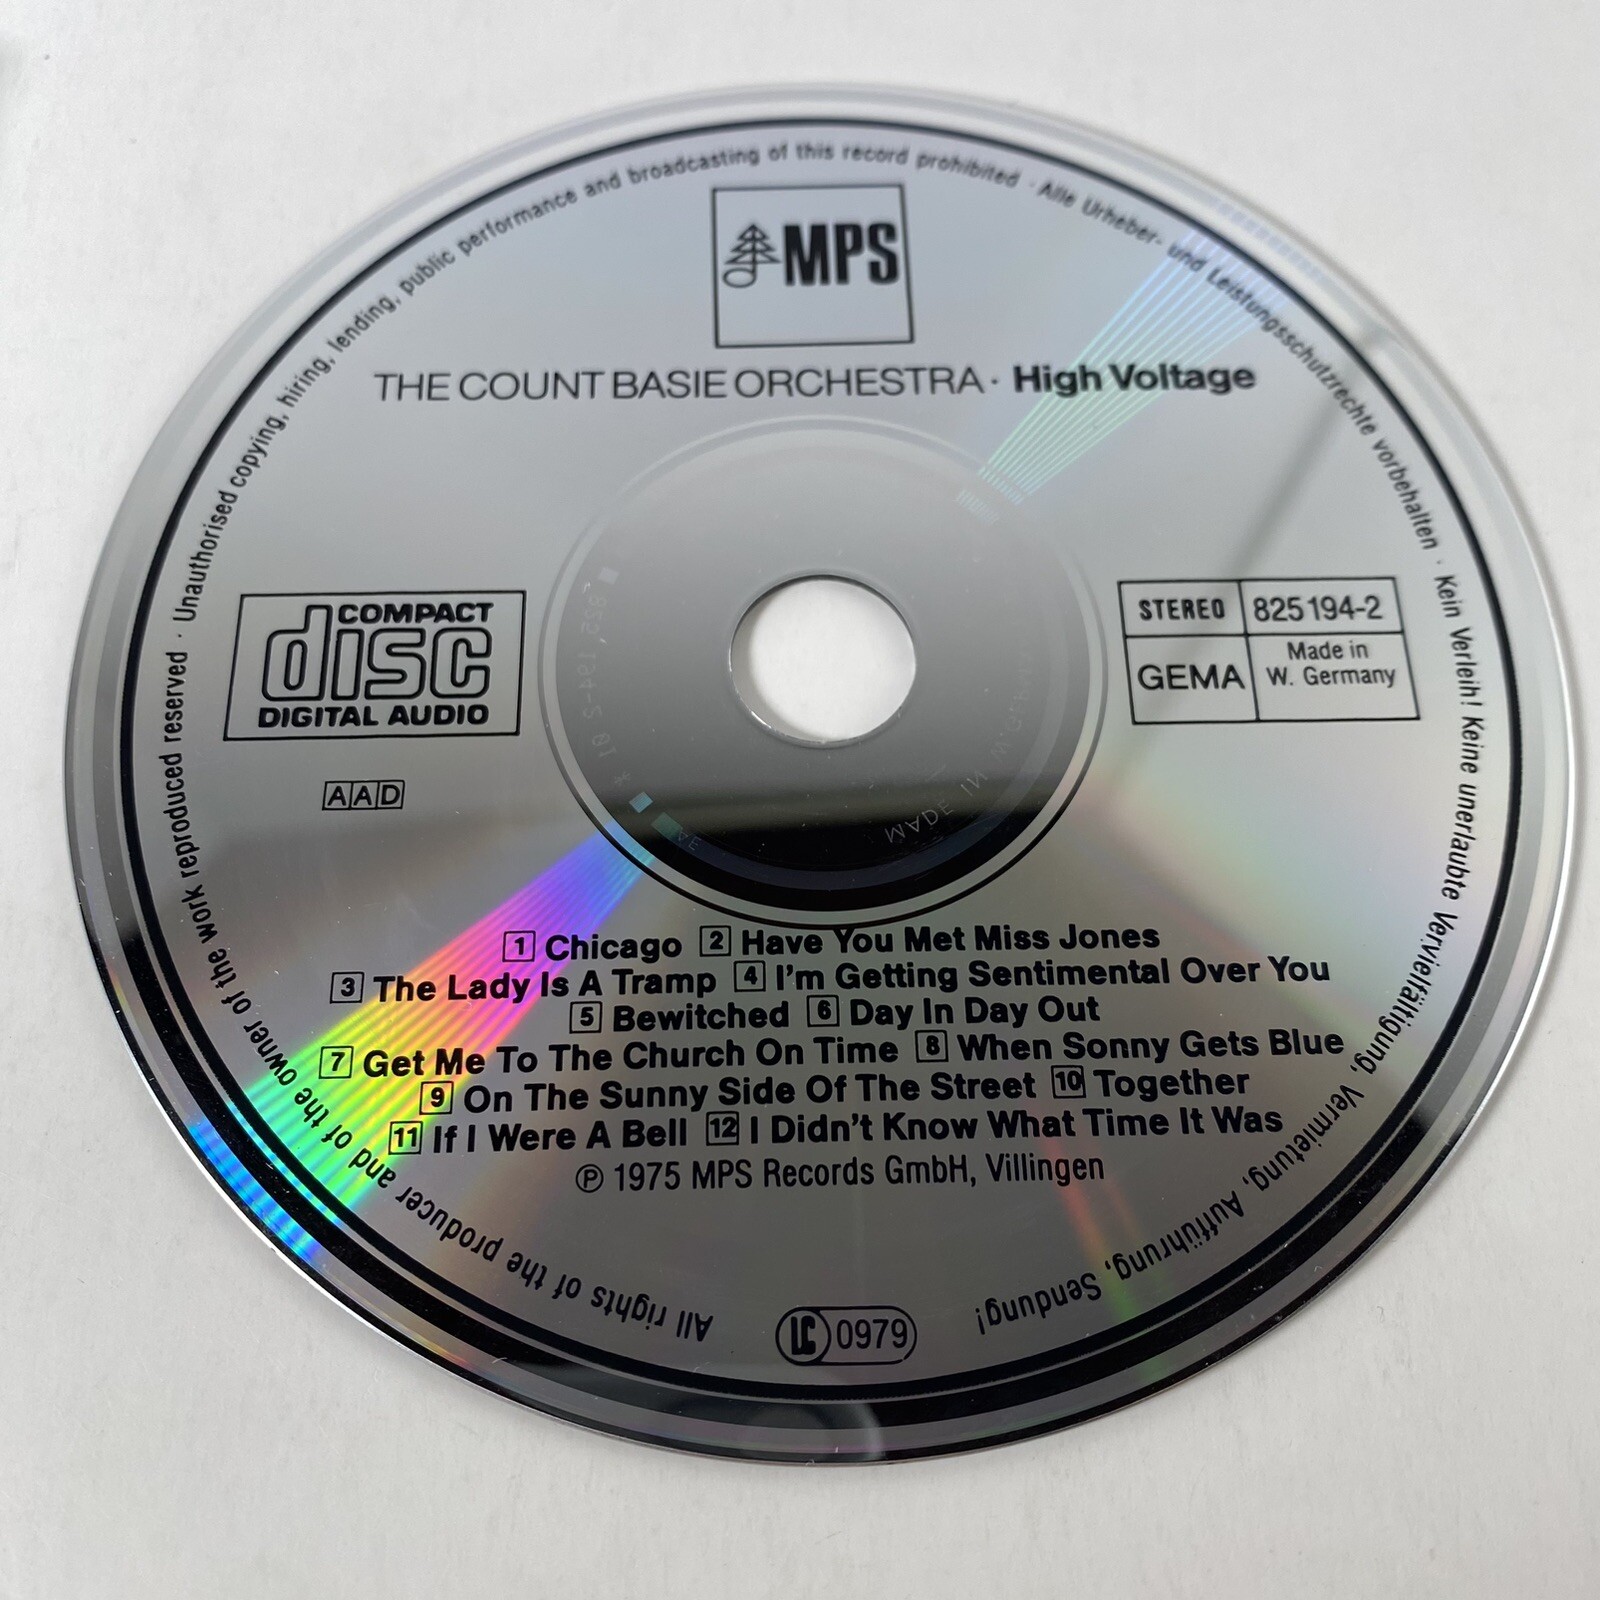 All rights of the producer and of the owner of the work reproduced reserved · Unauthorised copying, hiring, lending, public performance and broadcasting of this record prohibited · Alle Urheber- und Leistungsschutzrechte vorbehalten · Kein Verleih! Keine unerlaubte Vervielfältigung, Vermietung, Aufführung, Sendung!
MPS
THE COUNT BASIE ORCHESTRA · High Voltage
COMPACT
disc
DIGITAL AUDIO
STEREO 825 194-2
GEMA Made in
W. Germany
AAD
MADE IN W.
1 Chicago 2 Have You Met Miss Jones
3 The Lady Is A Tramp 4 I'm Getting Sentimental Over You
5 Bewitched 6 Day In Day Out
7 Get Me To The Church On Time 8 When Sonny Gets Blue
9 On The Sunny Side Of The Street 10 Together
11 If I Were A Bell 12 I Didn't Know What Time It Was
℗ 1975 MPS Records GmbH, Villingen
LC 0979